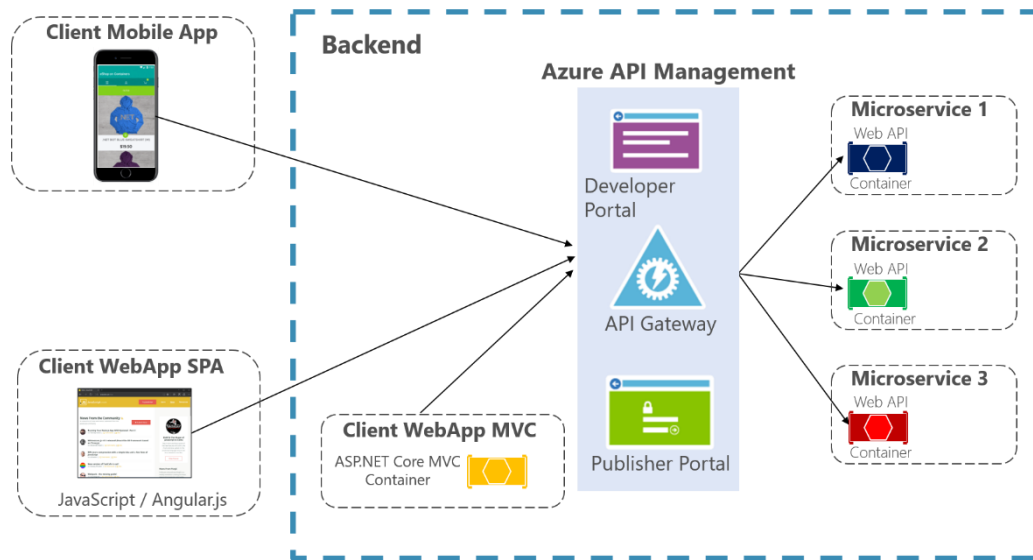 Client Mobile App
Backend
Azure API Management
Developer
Portal
API Gateway
Publisher Portal
Microservice 1
Web API
Container
Microservice 2
Web API
Container
Microservice 3
Web API
Container
Client WebApp SPA
JavaScript / Angular.js
Client WebApp MVC
ASP.NET Core MVC
Container